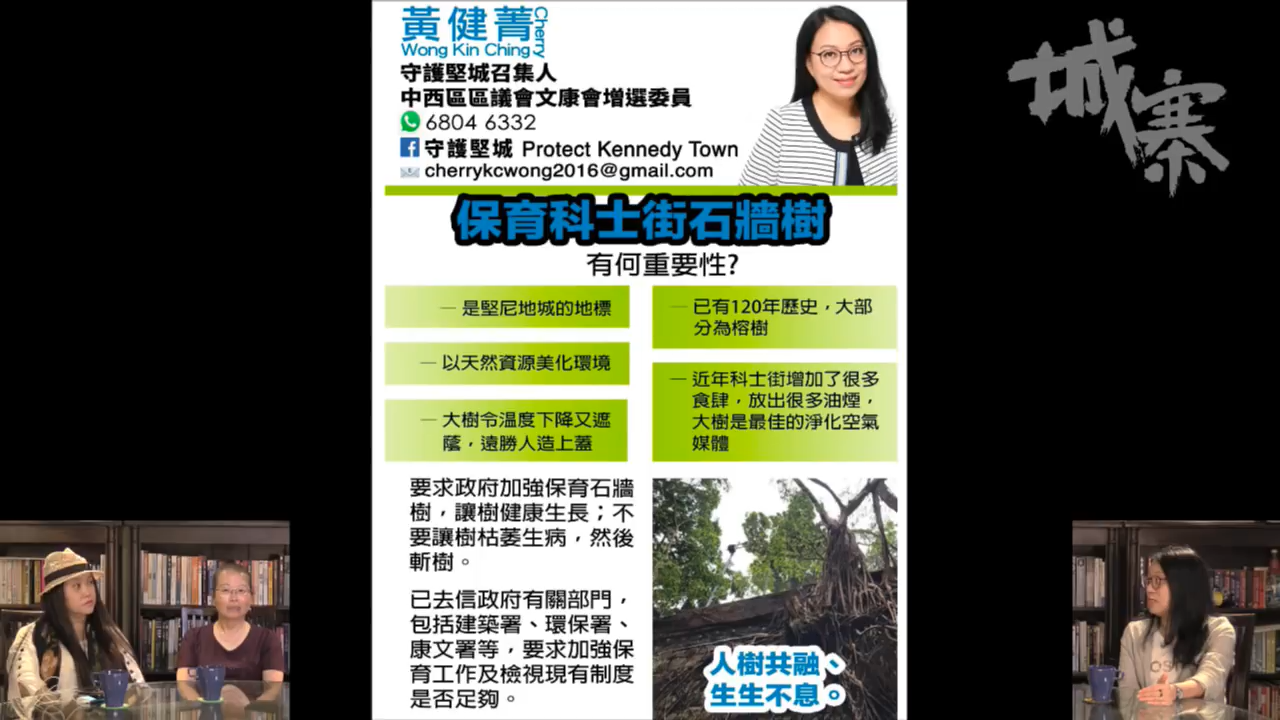 黃健菁
Cherry
Wong Kin Ching
守護堅城召集人
中西區區議會文康會增選委員
6804 6332
守護堅城 Protect Kennedy Town
cherrykcwong2016@gmail.com
城寨
保育科士街石牆樹
有何重要性?
— 是堅尼地城的地標
— 以天然資源美化環境
— 大樹令溫度下降又遮
蔭，遠勝人造上蓋
— 已有120年歷史，大部
分為榕樹
— 近年科士街增加了很多
食肆，放出很多油煙，
大樹是最佳的淨化空氣
媒體
要求政府加強保育石牆
樹，讓樹健康生長；不
要讓樹枯萎生病，然後
斬樹。
已去信政府有關部門，
包括建築署、環保署、
康文署等，要求加強保
育工作及檢視現有制度
是否足夠。
人樹共融、
生生不息。